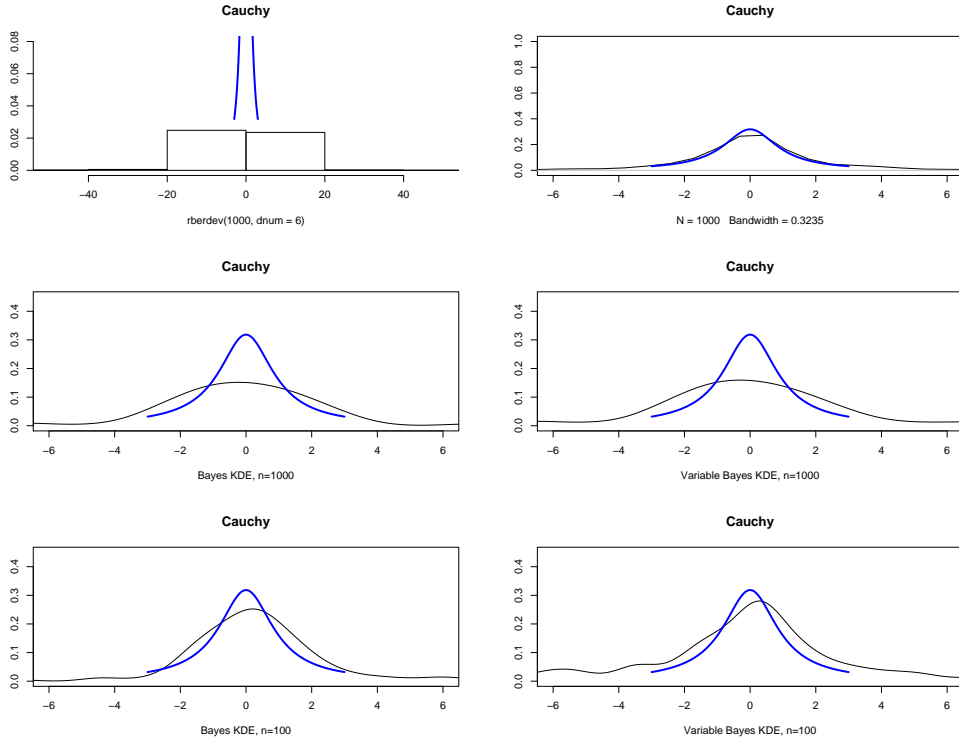 Cauchy
0.00 0.02 0.04 0.06 0.08
−40 −20 0 20 40
rberdev(1000, dnum = 6)
Cauchy
0.0 0.2 0.4 0.6 0.8 1.0
−6 −4 −2 0 2 4 6
N = 1000 Bandwidth = 0.3235
Cauchy
0.0 0.1 0.2 0.3 0.4
−6 −4 −2 0 2 4 6
Bayes KDE, n=1000
Cauchy
0.0 0.1 0.2 0.3 0.4
−6 −4 −2 0 2 4 6
Variable Bayes KDE, n=1000
Cauchy
0.0 0.1 0.2 0.3 0.4
−6 −4 −2 0 2 4 6
Bayes KDE, n=100
Cauchy
0.0 0.1 0.2 0.3 0.4
−6 −4 −2 0 2 4 6
Variable Bayes KDE, n=100